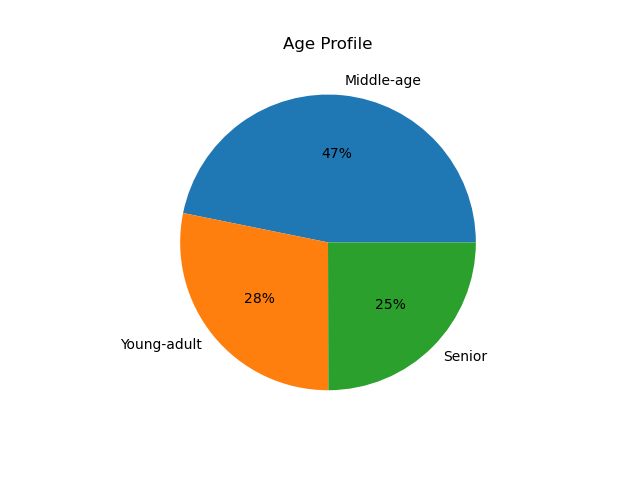 Age Profile
Middle-age
47%
28%
25%
Young-adult
Senior